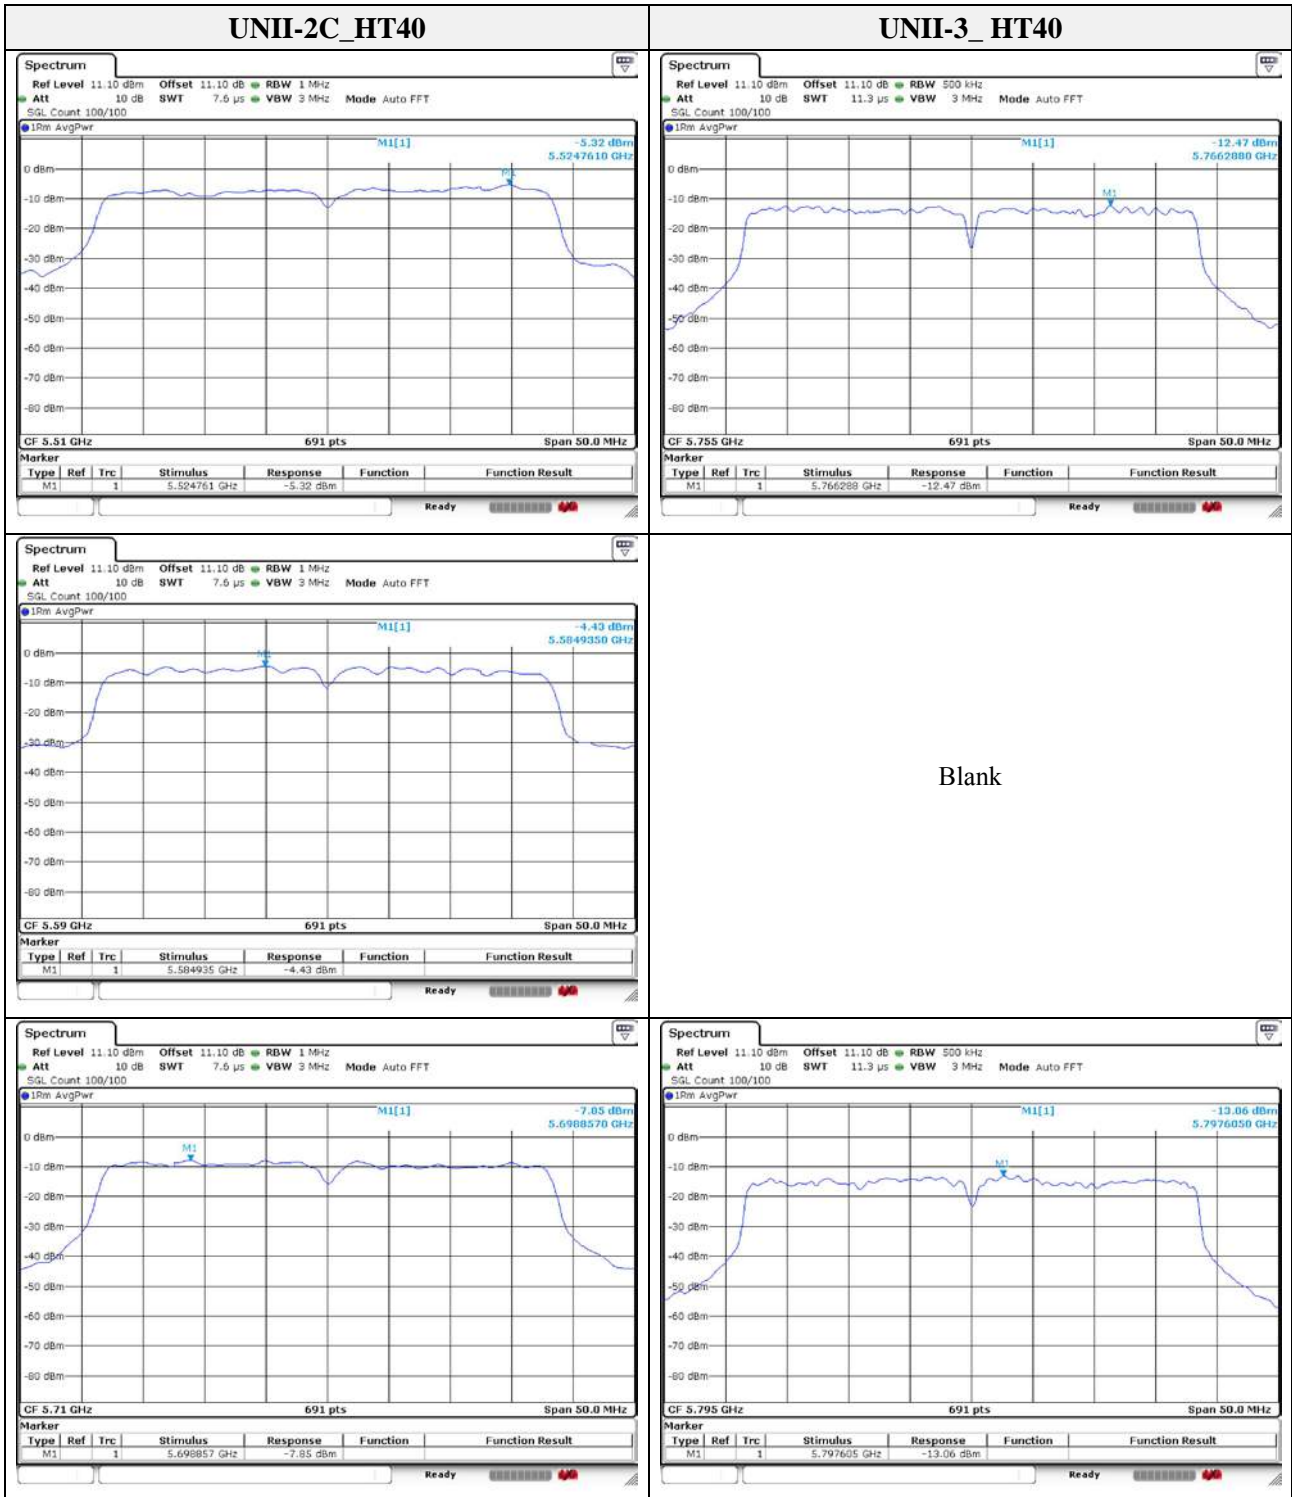 UNII-2C_HT40
UNII-3_ HT40
Spectrum
Ref Level 11.10 dBm Offset 11.10 dB RBW 1 MHz
Att 10 dB SWT 7.6 µs VBW 3 MHz Mode Auto FFT
SGL Count 100/100
1Rm AvgPwr
M1[1] -5.32 dBm
5.5247610 GHz
M1
0 dBm
-10 dBm
-20 dBm
-30 dBm
-40 dBm
-50 dBm
-60 dBm
-70 dBm
-80 dBm
CF 5.51 GHz 691 pts Span 50.0 MHz
Marker
Type Ref Trc Stimulus Response Function Function Result
M1 1 5.524761 GHz -5.32 dBm
Ready
Spectrum
Ref Level 11.10 dBm Offset 11.10 dB RBW 500 kHz
Att 10 dB SWT 11.3 µs VBW 3 MHz Mode Auto FFT
SGL Count 100/100
1Rm AvgPwr
M1[1] -12.47 dBm
5.7662880 GHz
0 dBm
M1
-10 dBm
-20 dBm
-30 dBm
-40 dBm
-50 dBm
-60 dBm
-70 dBm
-80 dBm
CF 5.755 GHz 691 pts Span 50.0 MHz
Marker
Type Ref Trc Stimulus Response Function Function Result
M1 1 5.766288 GHz -12.47 dBm
Ready
Spectrum
Ref Level 11.10 dBm Offset 11.10 dB RBW 1 MHz
Att 10 dB SWT 7.6 µs VBW 3 MHz Mode Auto FFT
SGL Count 100/100
1Rm AvgPwr
M1[1] -4.43 dBm
5.5849350 GHz
0 dBm
M1
-10 dBm
-20 dBm
-30 dBm
-40 dBm
-50 dBm
-60 dBm
-70 dBm
-80 dBm
CF 5.59 GHz 691 pts Span 50.0 MHz
Marker
Type Ref Trc Stimulus Response Function Function Result
M1 1 5.584935 GHz -4.43 dBm
Ready
Blank
Spectrum
Ref Level 11.10 dBm Offset 11.10 dB RBW 1 MHz
Att 10 dB SWT 7.6 µs VBW 3 MHz Mode Auto FFT
SGL Count 100/100
1Rm AvgPwr
M1[1] -7.85 dBm
5.6988570 GHz
0 dBm
M1
-10 dBm
-20 dBm
-30 dBm
-40 dBm
-50 dBm
-60 dBm
-70 dBm
-80 dBm
CF 5.71 GHz 691 pts Span 50.0 MHz
Marker
Type Ref Trc Stimulus Response Function Function Result
M1 1 5.698857 GHz -7.85 dBm
Ready
Spectrum
Ref Level 11.10 dBm Offset 11.10 dB RBW 500 kHz
Att 10 dB SWT 11.3 µs VBW 3 MHz Mode Auto FFT
SGL Count 100/100
1Rm AvgPwr
M1[1] -13.06 dBm
5.7976050 GHz
0 dBm
M1
-10 dBm
-20 dBm
-30 dBm
-40 dBm
-50 dBm
-60 dBm
-70 dBm
-80 dBm
CF 5.795 GHz 691 pts Span 50.0 MHz
Marker
Type Ref Trc Stimulus Response Function Function Result
M1 1 5.797605 GHz -13.06 dBm
Ready